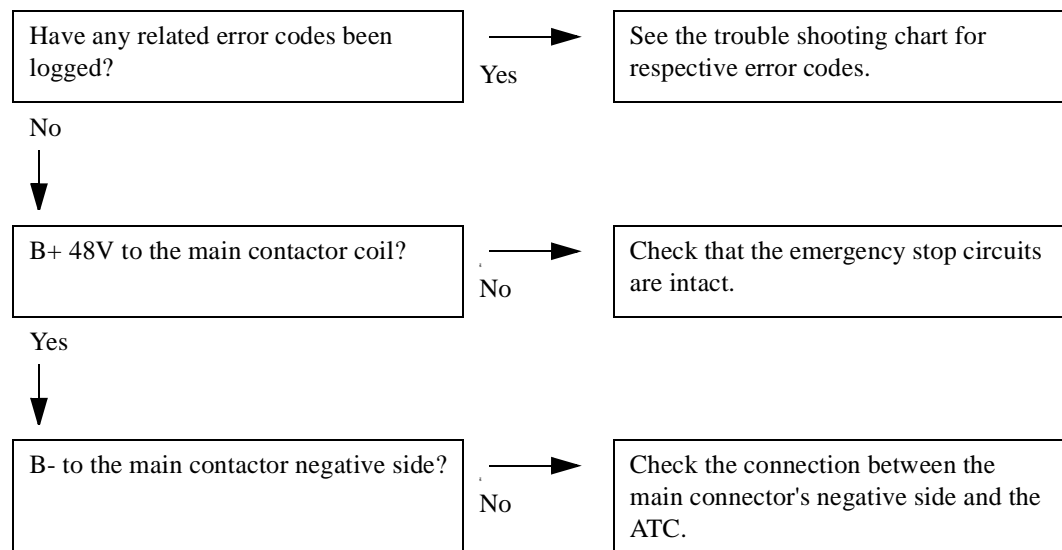 Have any related error codes been
logged?
Yes
See the trouble shooting chart for
respective error codes.
No
B+ 48V to the main contactor coil?
No
Check that the emergency stop circuits
are intact.
Yes
B- to the main contactor negative side?
No
Check the connection between the
main connector's negative side and the
ATC.